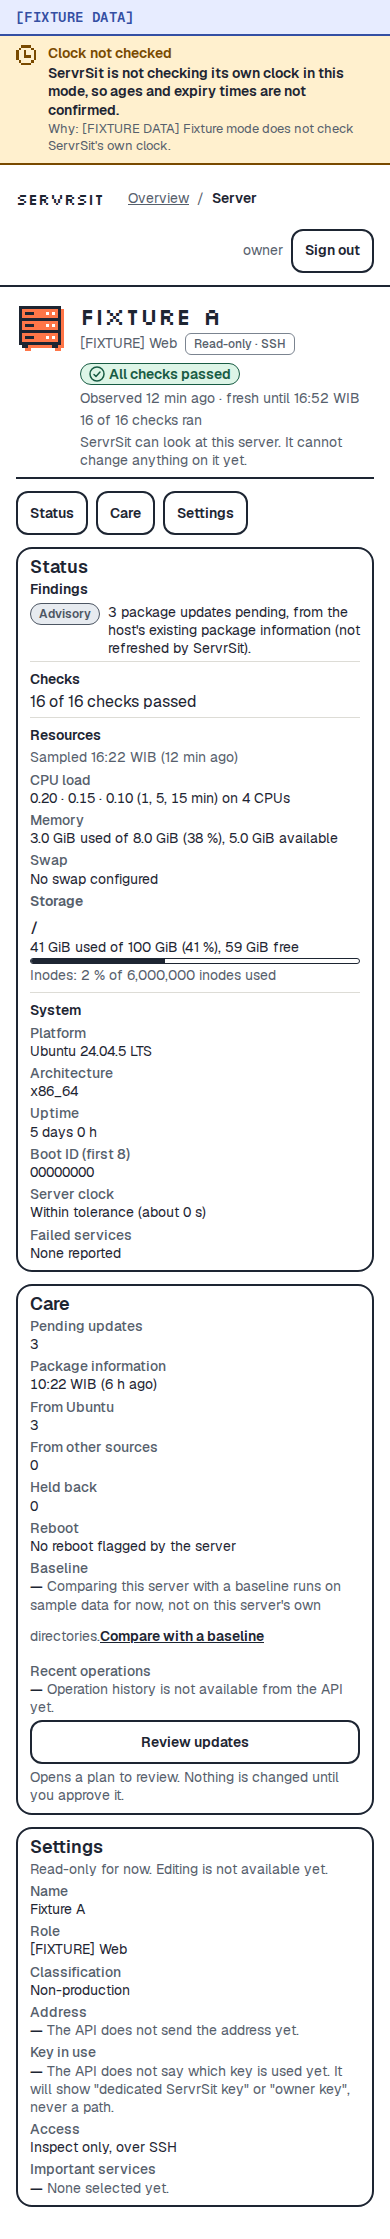 [FIXTURE DATA]
Clock not checked
ServrSit is not checking its own clock in this
mode, so ages and expiry times are not
confirmed.
Why: [FIXTURE DATA] Fixture mode does not check
ServrSit's own clock.
SERVRSIT
Overview / Server
owner
Sign out
FIXTURE A
[FIXTURE] Web
Read-only · SSH
All checks passed
Observed 12 min ago · fresh until 16:52 WIB
16 of 16 checks ran
ServrSit can look at this server. It cannot
change anything on it yet.
Status
Care
Settings
Status
Findings
Advisory
3 package updates pending, from the
host's existing package information (not
refreshed by ServrSit).
Checks
16 of 16 checks passed
Resources
Sampled 16:22 WIB (12 min ago)
CPU load
0.20 · 0.15 · 0.10 (1, 5, 15 min) on 4 CPUs
Memory
3.0 GiB used of 8.0 GiB (38 %), 5.0 GiB available
Swap
No swap configured
Storage
/
41 GiB used of 100 GiB (41 %), 59 GiB free
Inodes: 2 % of 6,000,000 inodes used
System
Platform
Ubuntu 24.04.5 LTS
Architecture
x86_64
Uptime
5 days 0 h
Boot ID (first 8)
00000000
Server clock
Within tolerance (about 0 s)
Failed services
None reported
Care
Pending updates
3
Package information
10:22 WIB (6 h ago)
From Ubuntu
3
From other sources
0
Held back
0
Reboot
No reboot flagged by the server
Baseline
— Comparing this server with a baseline runs on
sample data for now, not on this server's own
directories.Compare with a baseline
Recent operations
— Operation history is not available from the API
yet.
Review updates
Opens a plan to review. Nothing is changed until
you approve it.
Settings
Read-only for now. Editing is not available yet.
Name
Fixture A
Role
[FIXTURE] Web
Classification
Non-production
Address
— The API does not send the address yet.
Key in use
— The API does not say which key is used yet. It
will show "dedicated ServrSit key" or "owner key",
never a path.
Access
Inspect only, over SSH
Important services
— None selected yet.